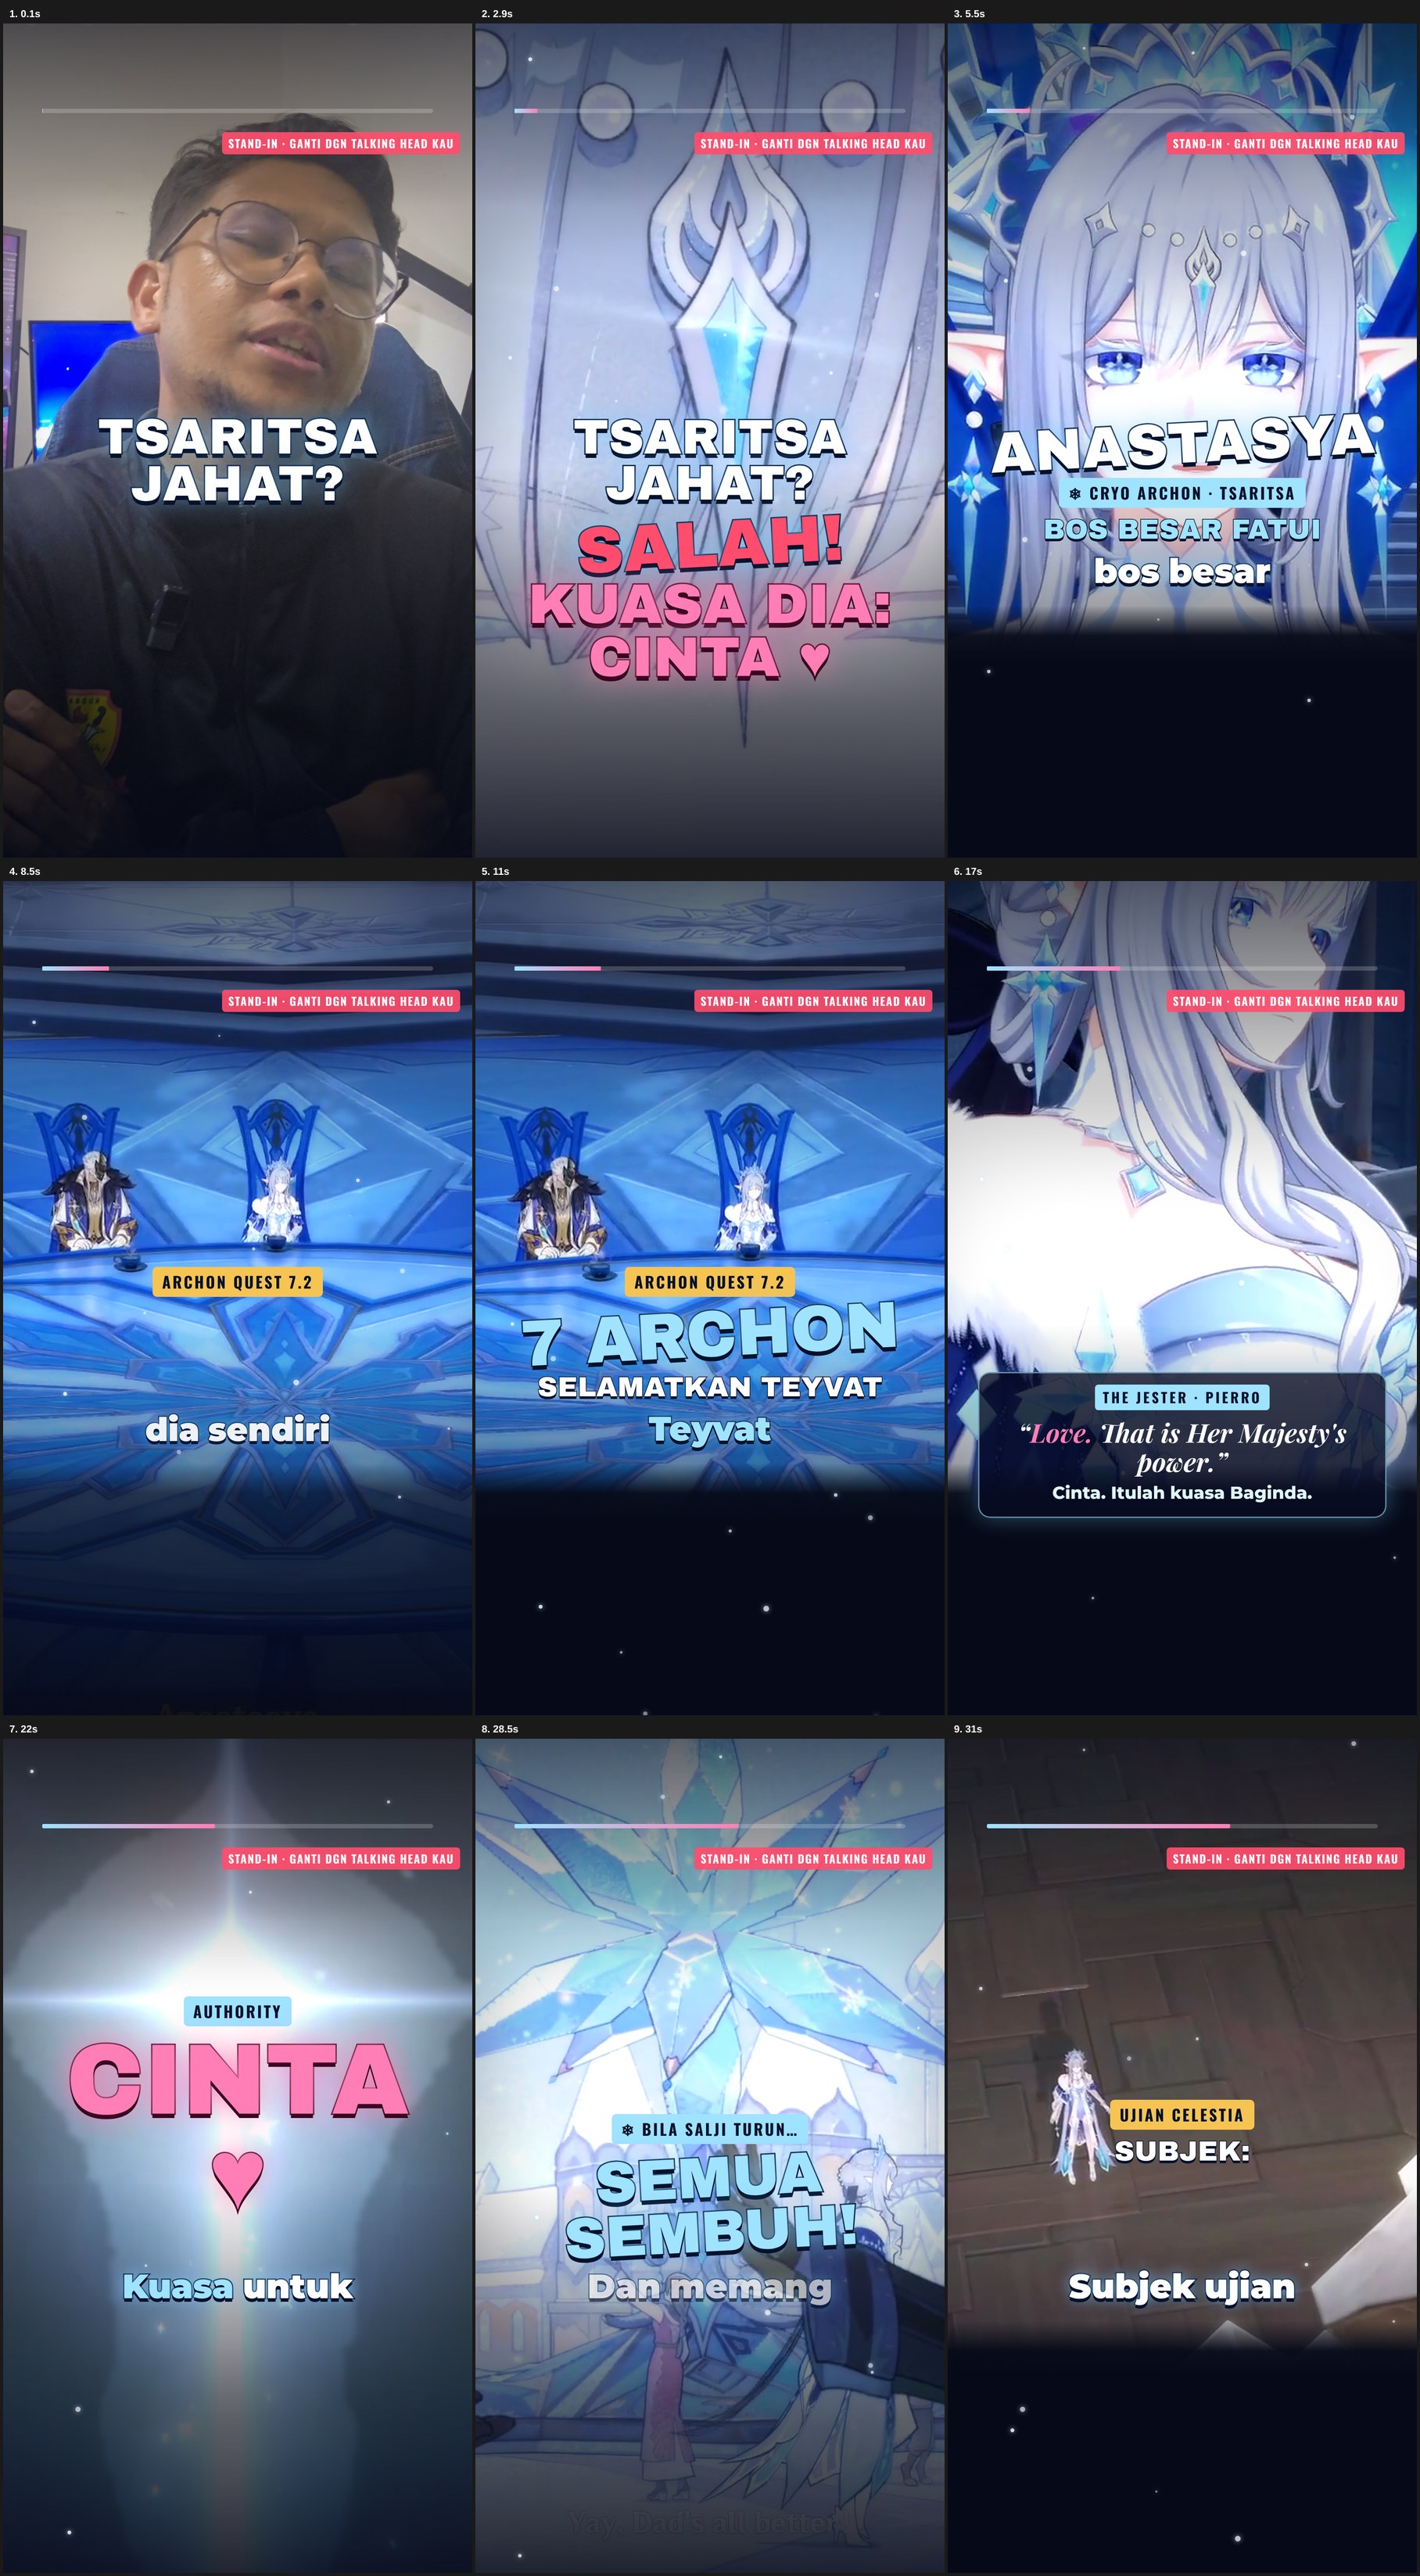 1. 0.1s
STAND-IN · GANTI DGN TALKING HEAD KAU
TSARITSA
JAHAT?
2. 2.9s
STAND-IN · GANTI DGN TALKING HEAD KAU
TSARITSA
JAHAT?
SALAH!
KUASA DIA:
CINTA ♥
3. 5.5s
STAND-IN · GANTI DGN TALKING HEAD KAU
ANASTASYA
❄ CRYO ARCHON · TSARITSA
BOS BESAR FATUI
bos besar
4. 8.5s
STAND-IN · GANTI DGN TALKING HEAD KAU
ARCHON QUEST 7.2
dia sendiri
Anastasya
5. 11s
STAND-IN · GANTI DGN TALKING HEAD KAU
ARCHON QUEST 7.2
7 ARCHON
SELAMATKAN TEYVAT
Teyvat
6. 17s
STAND-IN · GANTI DGN TALKING HEAD KAU
THE JESTER · PIERRO
“Love. That is Her Majesty's
power.”
Cinta. Itulah kuasa Baginda.
7. 22s
STAND-IN · GANTI DGN TALKING HEAD KAU
AUTHORITY
CINTA
♥
Kuasa untuk
8. 28.5s
STAND-IN · GANTI DGN TALKING HEAD KAU
❄ BILA SALJI TURUN…
SEMUA
SEMBUH!
Dan memang
Yay, Dad's all better!
9. 31s
STAND-IN · GANTI DGN TALKING HEAD KAU
UJIAN CELESTIA
SUBJEK:
Subjek ujian